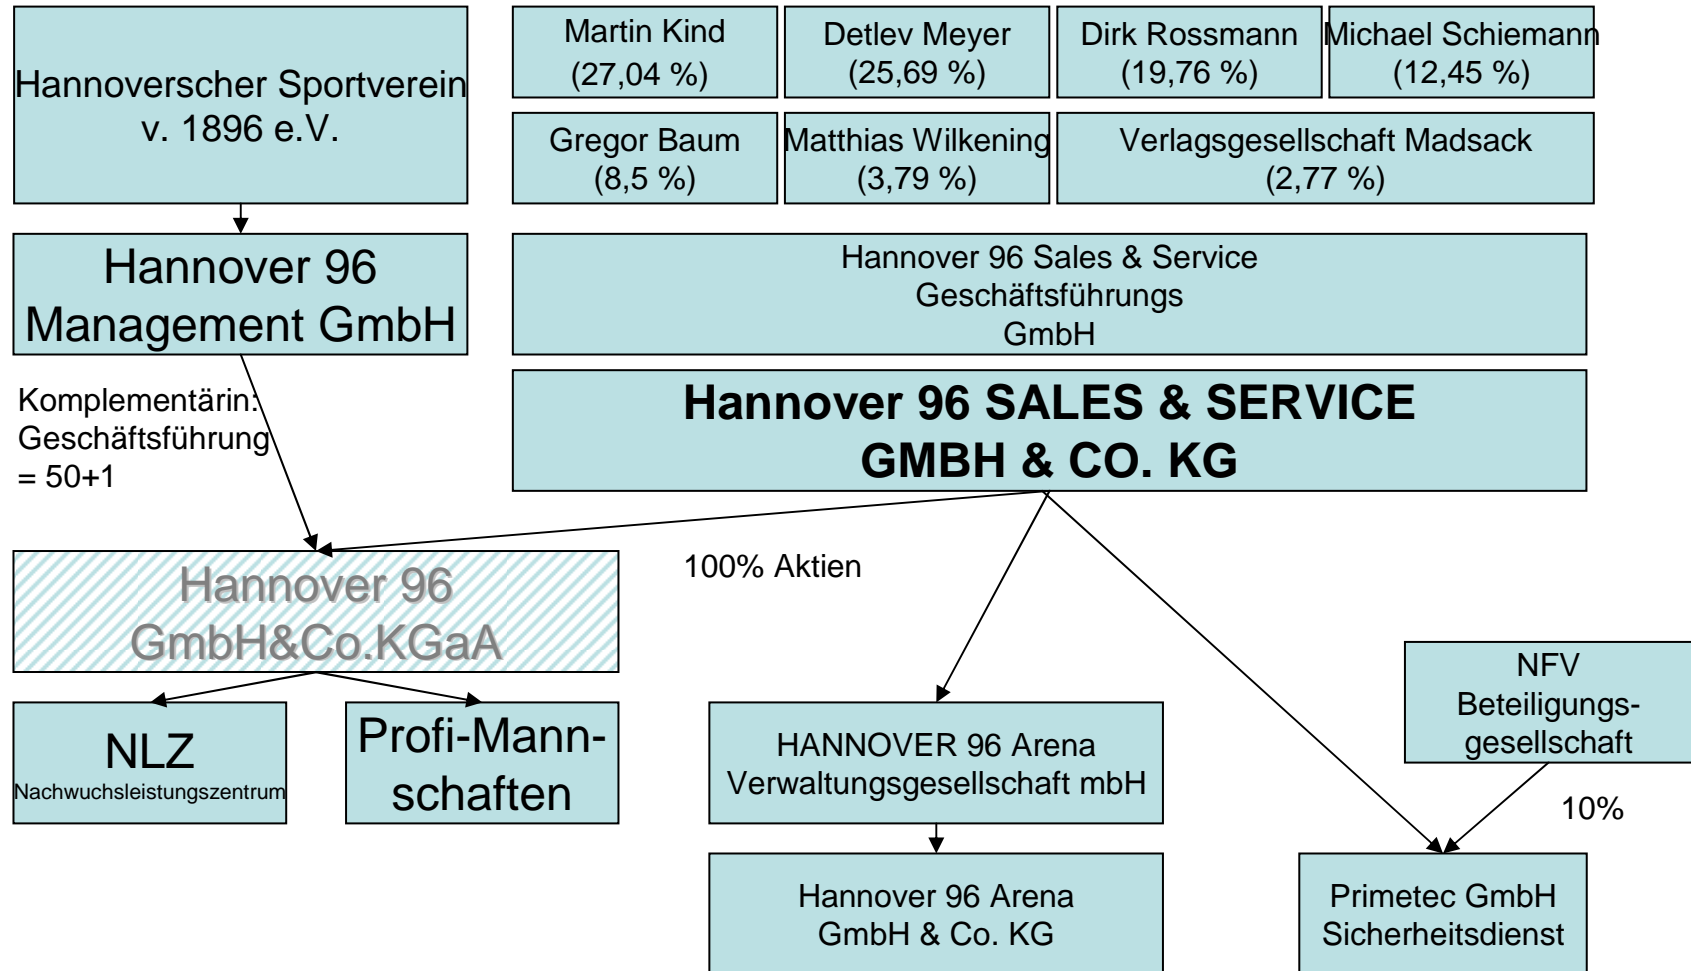 Hannoverscher Sportverein
v. 1896 e.V.
Martin Kind
(27,04 %)
Detlev Meyer
(25,69 %)
Dirk Rossmann
(19,76 %)
Michael Schiemann
(12,45 %)
Gregor Baum
(8,5 %)
Matthias Wilkening
(3,79 %)
Verlagsgesellschaft Madsack
(2,77 %)
Hannover 96
Management GmbH
Hannover 96 Sales & Service
Geschäftsführungs
GmbH
Komplementärin:
Geschäftsführung
= 50+1
Hannover 96 SALES & SERVICE
GMBH & CO. KG
Hannover 96
GmbH&Co.KGaA
100% Aktien
NLZ
Nachwuchsleistungszentrum
Profi-Mann-
schaften
HANNOVER 96 Arena
Verwaltungsgesellschaft mbH
NFV
Beteiligungs-
gesellschaft
10%
Hannover 96 Arena
GmbH & Co. KG
Primetec GmbH
Sicherheitsdienst